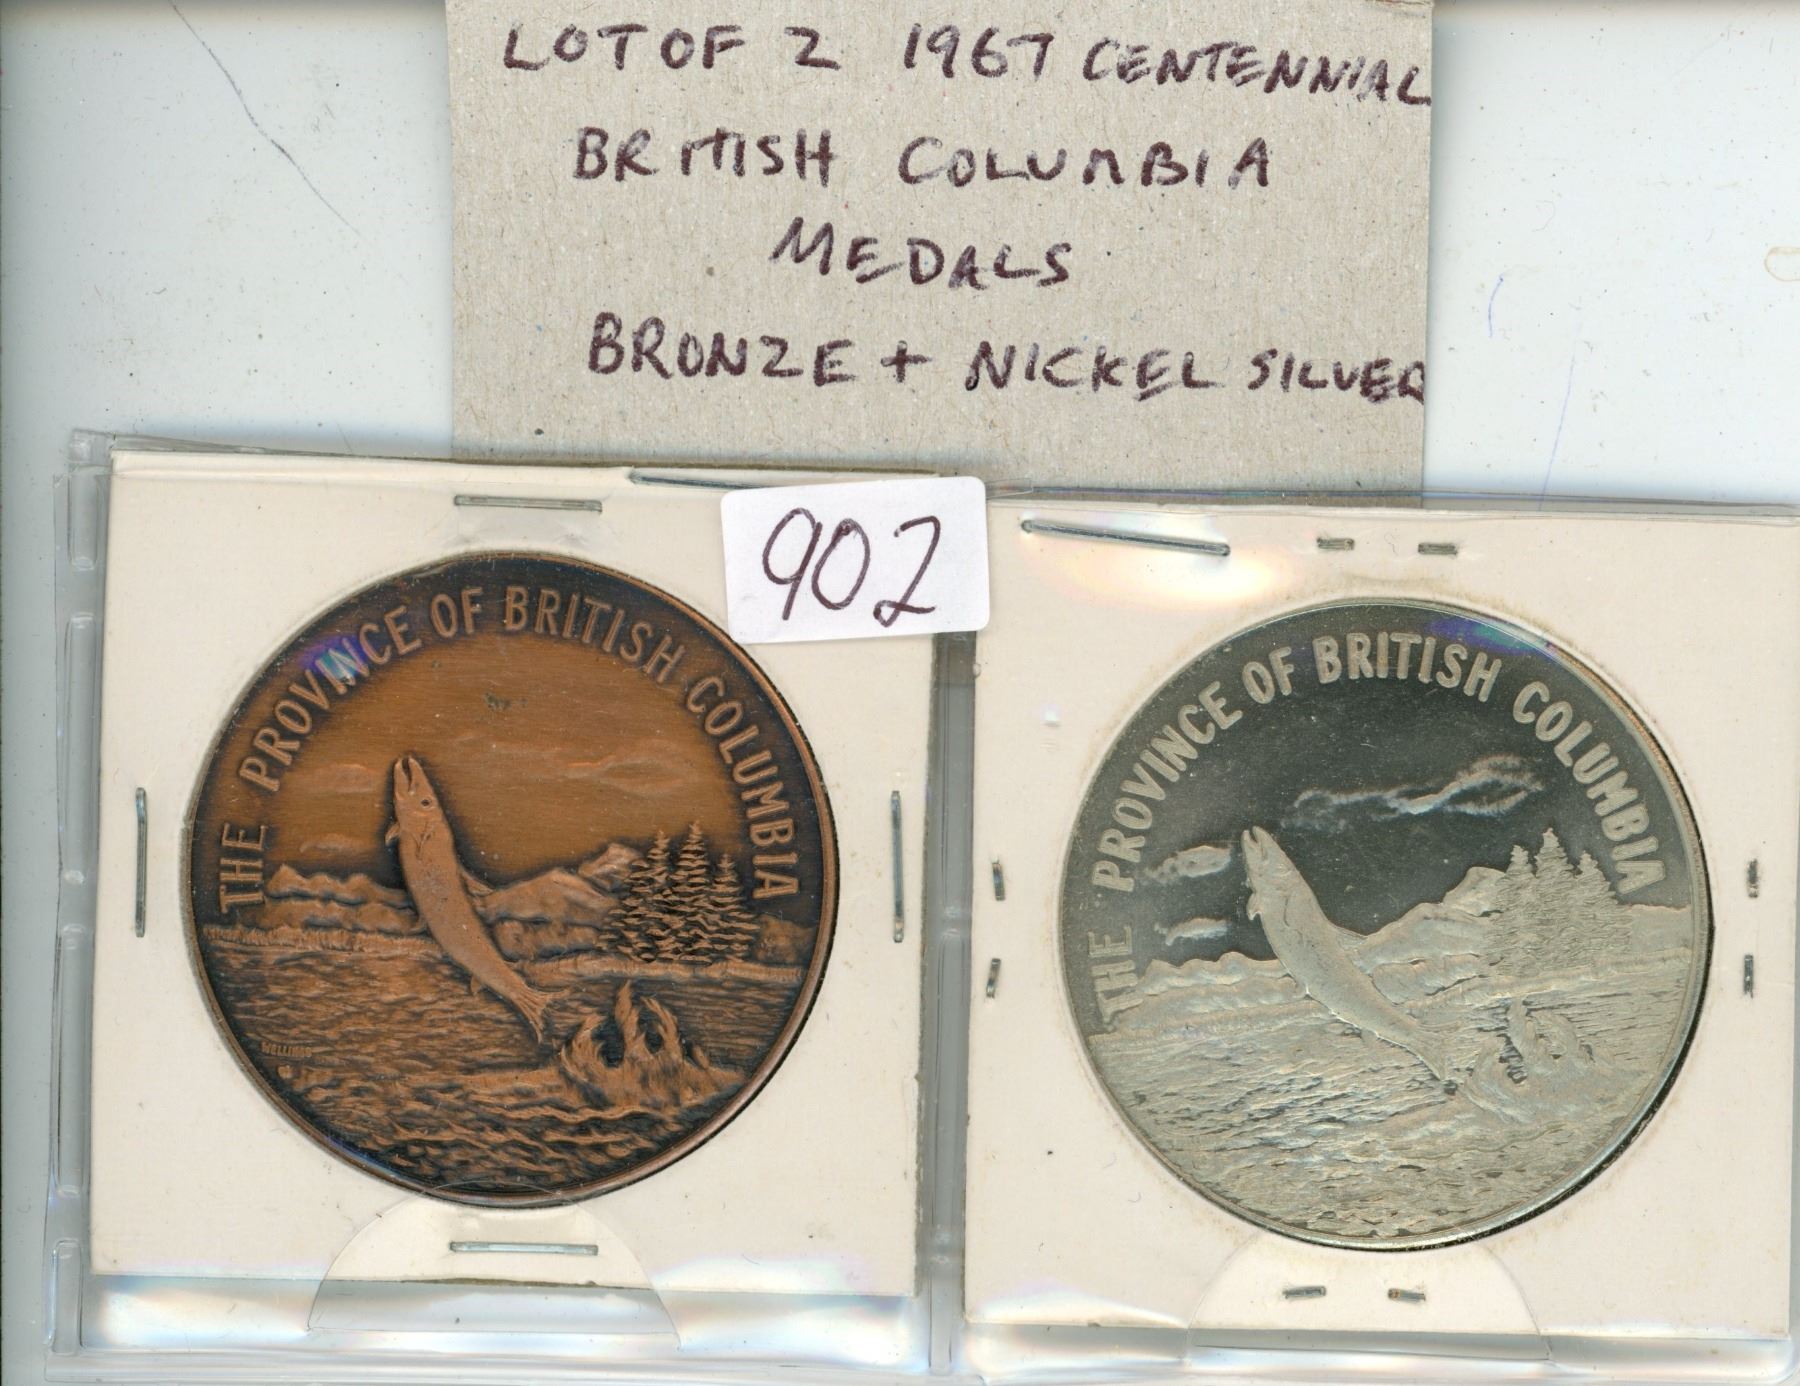 LOT OF 2 1967 CENTENNIAL
BRITISH COLUMBIA
MEDALS
BRONZE + NICKEL SILVER
902
THE PROVINCE OF BRITISH COLUMBIA
WELLINGS
THE PROVINCE OF BRITISH COLUMBIA